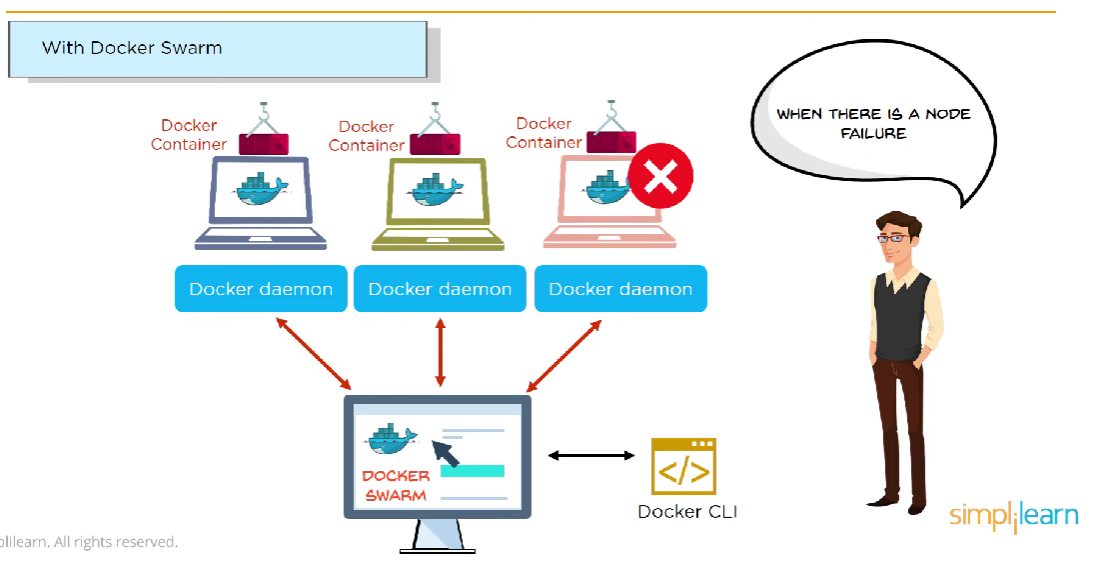 With Docker Swarm
Docker
Container
Docker
Container
Docker
Container
WHEN THERE IS A NODE
FAILURE
Docker daemon
Docker daemon
Docker daemon
DOCKER
SWARM
</>
Docker CLI
simplilearn
plilearn. All rights reserved.